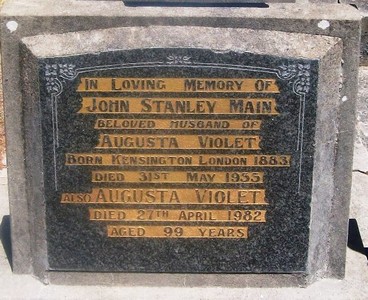 IN LOVING MEMORY OF
JOHN STANLEY MAIN
BELOVED HUSBAND OF
AUGUSTA VIOLET
BORN KENSINGTON LONDON 1883
DIED 31ST MAY 1955
ALSO AUGUSTA VIOLET
DIED 27TH APRIL 1982
AGED 99 YEARS